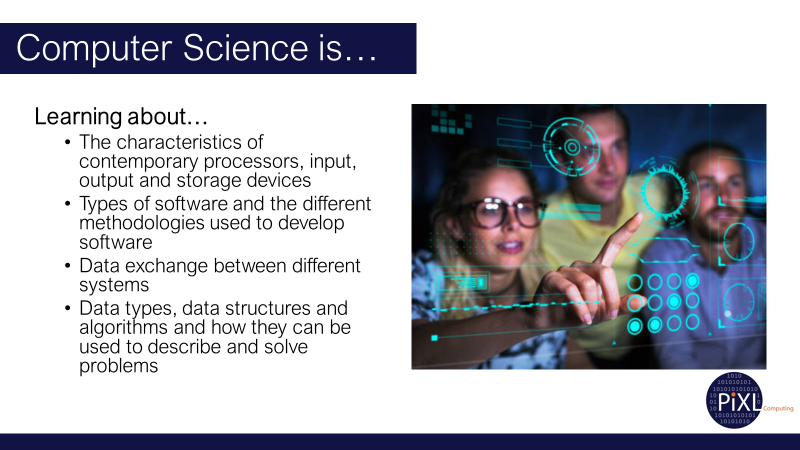 Computer Science is…
Learning about…
• The characteristics of
contemporary processors, input,
output and storage devices
• Types of software and the different
methodologies used to develop
software
• Data exchange between different
systems
• Data types, data structures and
algorithms and how they can be
used to describe and solve
problems
PiXL
Computing